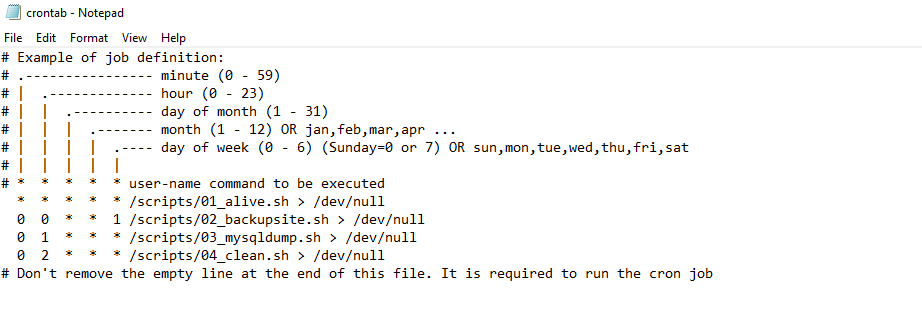 crontab - Notepad
File Edit Format View Help
# Example of job definition:
# .---------------- minute (0 - 59)
# |  .------------- hour (0 - 23)
# |  |  .---------- day of month (1 - 31)
# |  |  |  .------- month (1 - 12) OR jan,feb,mar,apr ...
# |  |  |  |  .---- day of week (0 - 6) (Sunday=0 or 7) OR sun,mon,tue,wed,thu,fri,sat
# |  |  |  |  |
# *  *  *  *  * user-name command to be executed
  *  *  *  *  * /scripts/01_alive.sh > /dev/null
  0  0  *  *  1 /scripts/02_backupsite.sh > /dev/null
  0  1  *  *  * /scripts/03_mysqldump.sh > /dev/null
  0  2  *  *  * /scripts/04_clean.sh > /dev/null
# Don't remove the empty line at the end of this file. It is required to run the cron job